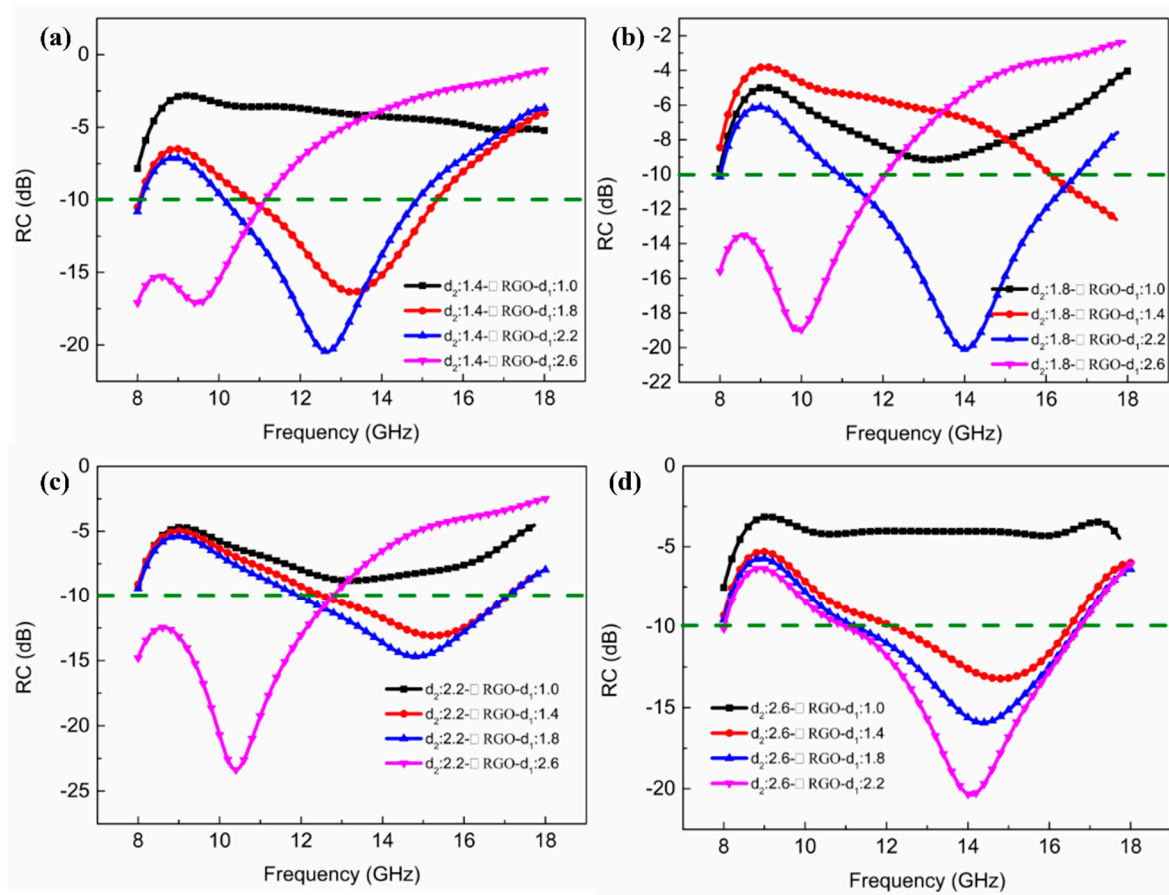 (a)
0
-5
-10
-15
-20
RC (dB)
d2:1.4-□ RGO-d1:1.0
d2:1.4-□ RGO-d1:1.8
d2:1.4-□ RGO-d1:2.2
d2:1.4-□ RGO-d1:2.6
8 10 12 14 16 18
Frequency (GHz)
(b)
-2
-4
-6
-8
-10
-12
-14
-16
-18
-20
-22
RC (dB)
d2:1.8-□ RGO-d1:1.0
d2:1.8-□ RGO-d1:1.4
d2:1.8-□ RGO-d1:2.2
d2:1.8-□ RGO-d1:2.6
8 10 12 14 16 18
Frequency (GHz)
(c)
0
-5
-10
-15
-20
-25
RC (dB)
d2:2.2-□ RGO-d1:1.0
d2:2.2-□ RGO-d1:1.4
d2:2.2-□ RGO-d1:1.8
d2:2.2-□ RGO-d1:2.6
8 10 12 14 16 18
Frequency (GHz)
(d)
0
-5
-10
-15
-20
RC (dB)
d2:2.6-□ RGO-d1:1.0
d2:2.6-□ RGO-d1:1.4
d2:2.6-□ RGO-d1:1.8
d2:2.6-□ RGO-d1:2.2
8 10 12 14 16 18
Frequency (GHz)